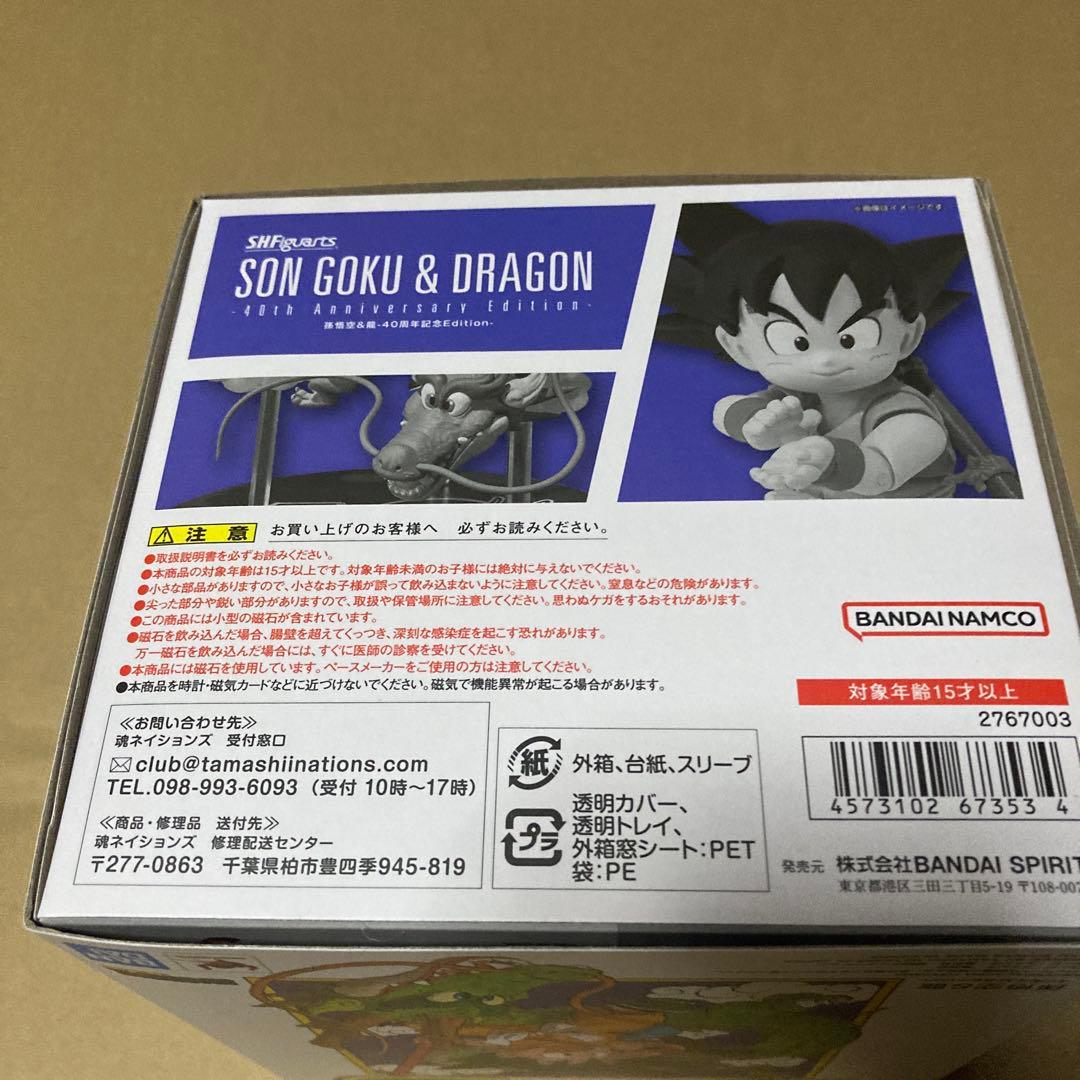 SHFiguarts
SON GOKU & DRAGON
-40th Anniversary Edition-
孫悟空&龍-40周年記念Edition-
※画像はイメージです
注意 お買い上げのお客様へ 必ずお読みください。
●取扱説明書を必ずお読みください。
●本商品の対象年齢は15才以上です。対象年齢未満のお子様には絶対に与えないでください。
●小さな部品がありますので、小さなお子様が誤って飲み込まないように注意してください。窒息などの危険があります。
●尖った部分や鋭い部分がありますので、取扱や保管場所に注意してください。思わぬケガをするおそれがあります。
●この商品には小型の磁石が含まれています。
●磁石を飲み込んだ場合、腸壁を超えてくっつき、深刻な感染症を起こす恐れがあります。
万一磁石を飲み込んだ場合には、すぐに医師の診察を受けてください。
●本商品には磁石を使用しています。ペースメーカーをご使用の方は注意してください。
●本商品を時計・磁気カードなどに近づけないでください。磁気で機能異常が起こる場合があります。
BANDAI NAMCO
対象年齢15才以上
2767003
4573102 67353 4
≪お問い合わせ先≫
魂ネイションズ 受付窓口
club@tamashiinations.com
TEL.098-993-6093 (受付 10時～17時)
≪商品・修理品 送付先≫
魂ネイションズ 修理配送センター
〒277-0863 千葉県柏市豊四季945-819
紙 外箱、台紙、スリーブ
プラ 透明カバー、
透明トレイ、
外箱窓シート:PET
袋:PE
発売元 株式会社BANDAI SPIRIT
東京都港区三田三丁目5-19 〒108-007